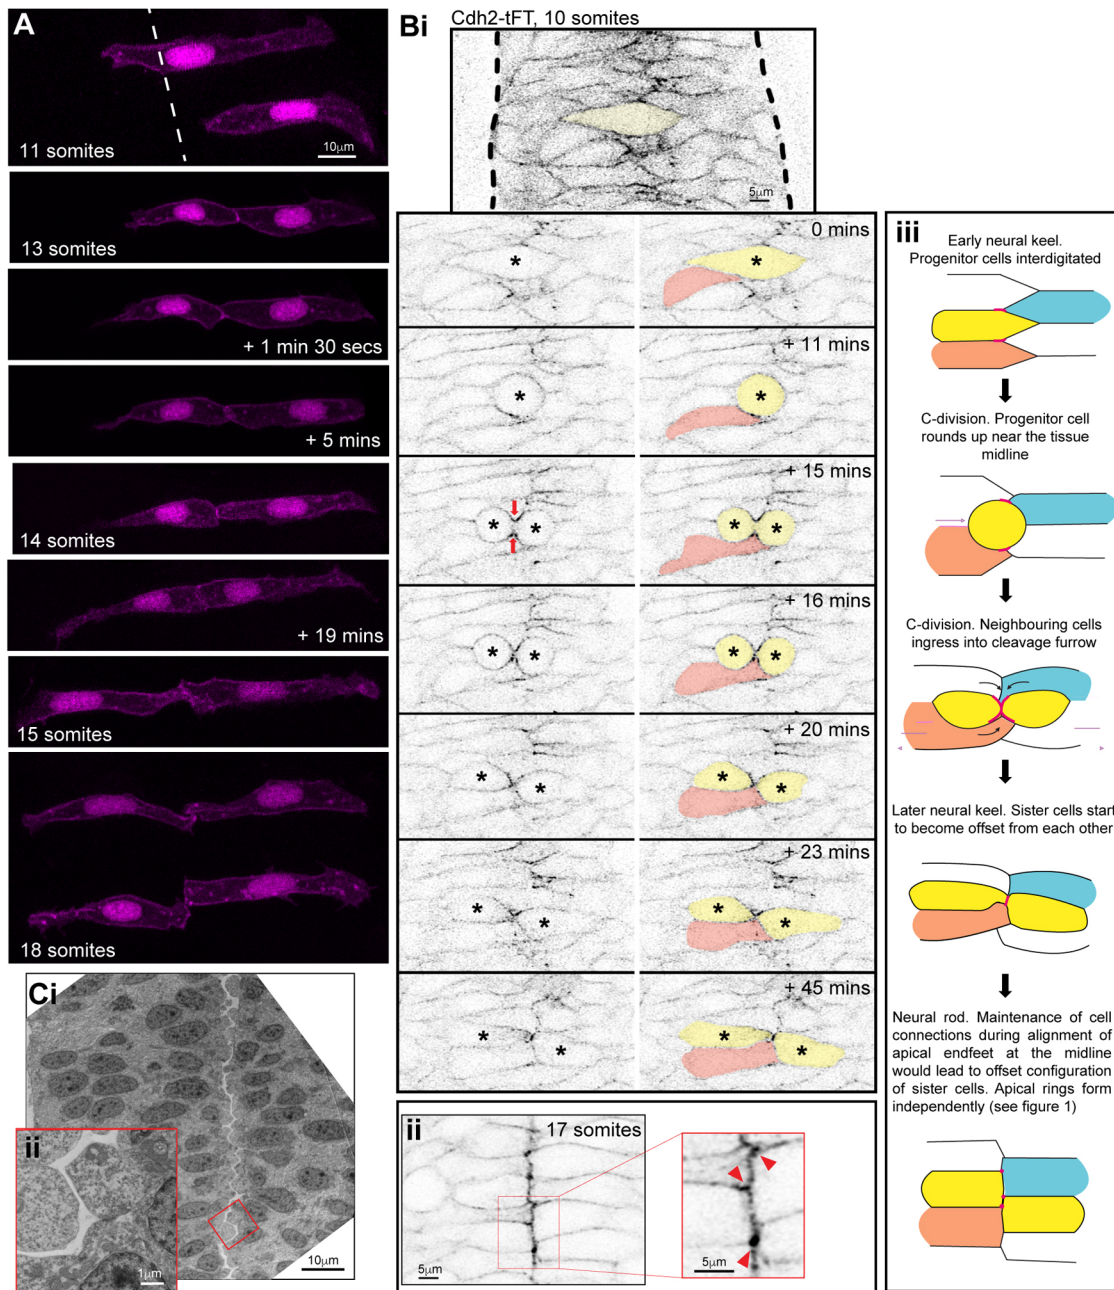 A
11 somites
10µm
13 somites
+ 1 min 30 secs
+ 5 mins
14 somites
+ 19 mins
15 somites
18 somites
Bi
Cdh2-tFT, 10 somites
5µm
0 mins
*
*
+ 11 mins
*
*
+ 15 mins
* *
* *
+ 16 mins
* *
* *
+ 20 mins
* *
* *
+ 23 mins
* *
* *
+ 45 mins
* *
* *
ii
17 somites
5µm
5µm
iii
Early neural keel.
Progenitor cells interdigitated
C-division. Progenitor cell
rounds up near the tissue
midline
C-division. Neighbouring cells
ingress into cleavage furrow
Later neural keel. Sister cells start
to become offset from each other
Neural rod. Maintenance of cell
connections during alignment of
apical endfeet at the midline
would lead to offset configuration
of sister cells. Apical rings form
independently (see figure 1)
Ci
10µm
ii
1µm